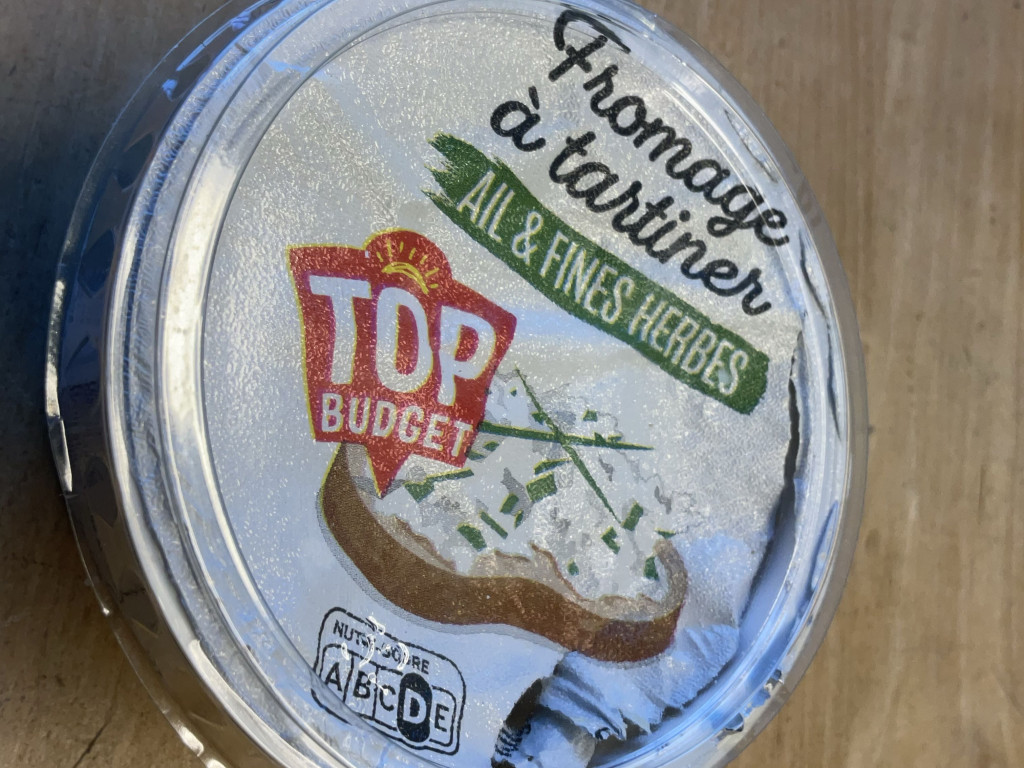 Fromage
à tartiner
AIL & FINES HERBES
TOP
BUDGET
NUTRI-SCORE
A B C D E